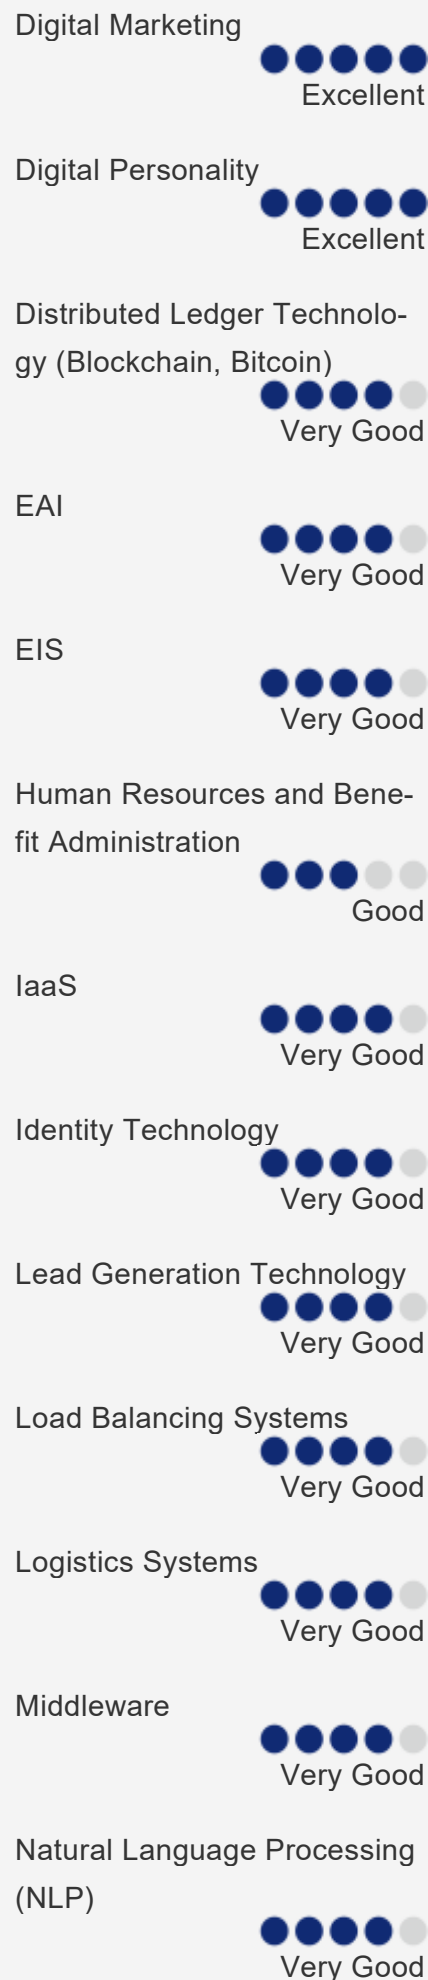 Digital Marketing
Excellent
Digital Personality
Excellent
Distributed Ledger Technolo-
gy (Blockchain, Bitcoin)
Very Good
EAI
Very Good
EIS
Very Good
Human Resources and Bene-
fit Administration
Good
IaaS
Very Good
Identity Technology
Very Good
Lead Generation Technology
Very Good
Load Balancing Systems
Very Good
Logistics Systems
Very Good
Middleware
Very Good
Natural Language Processing
(NLP)
Very Good